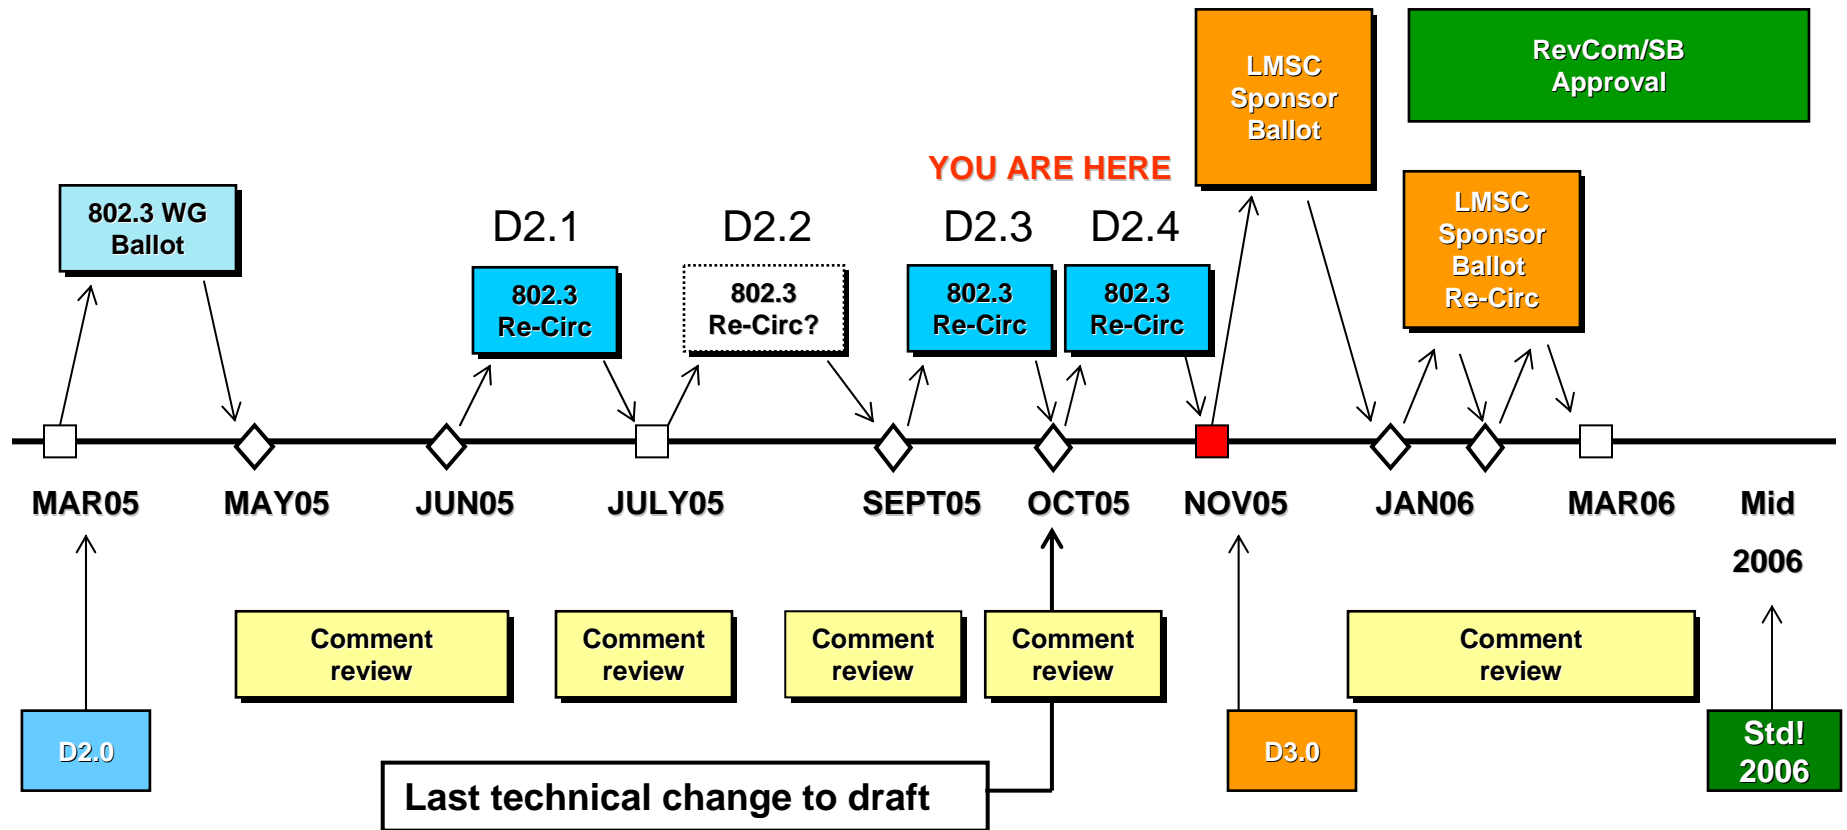 LMSC
Sponsor
Ballot
RevCom/SB
Approval
YOU ARE HERE
802.3 WG
Ballot
D2.1
D2.2
D2.3
D2.4
LMSC
Sponsor
Ballot
Re-Circ
802.3
Re-Circ
802.3
Re-Circ?
802.3
Re-Circ
802.3
Re-Circ
MAR05
MAY05
JUN05
JULY05
SEPT05
OCT05
NOV05
JAN06
MAR06
Mid
2006
Comment
review
Comment
review
Comment
review
Comment
review
Comment
review
D2.0
D3.0
Std!
2006
Last technical change to draft